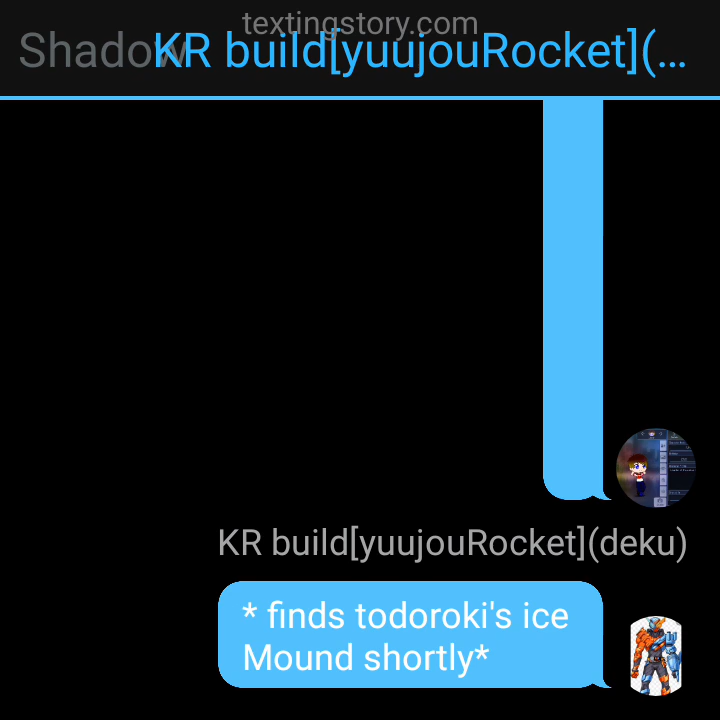 textingstory.com
Shadow
KR build[yuujouRocket](...
KR build[yuujouRocket](deku)
* finds todoroki's ice
Mound shortly*